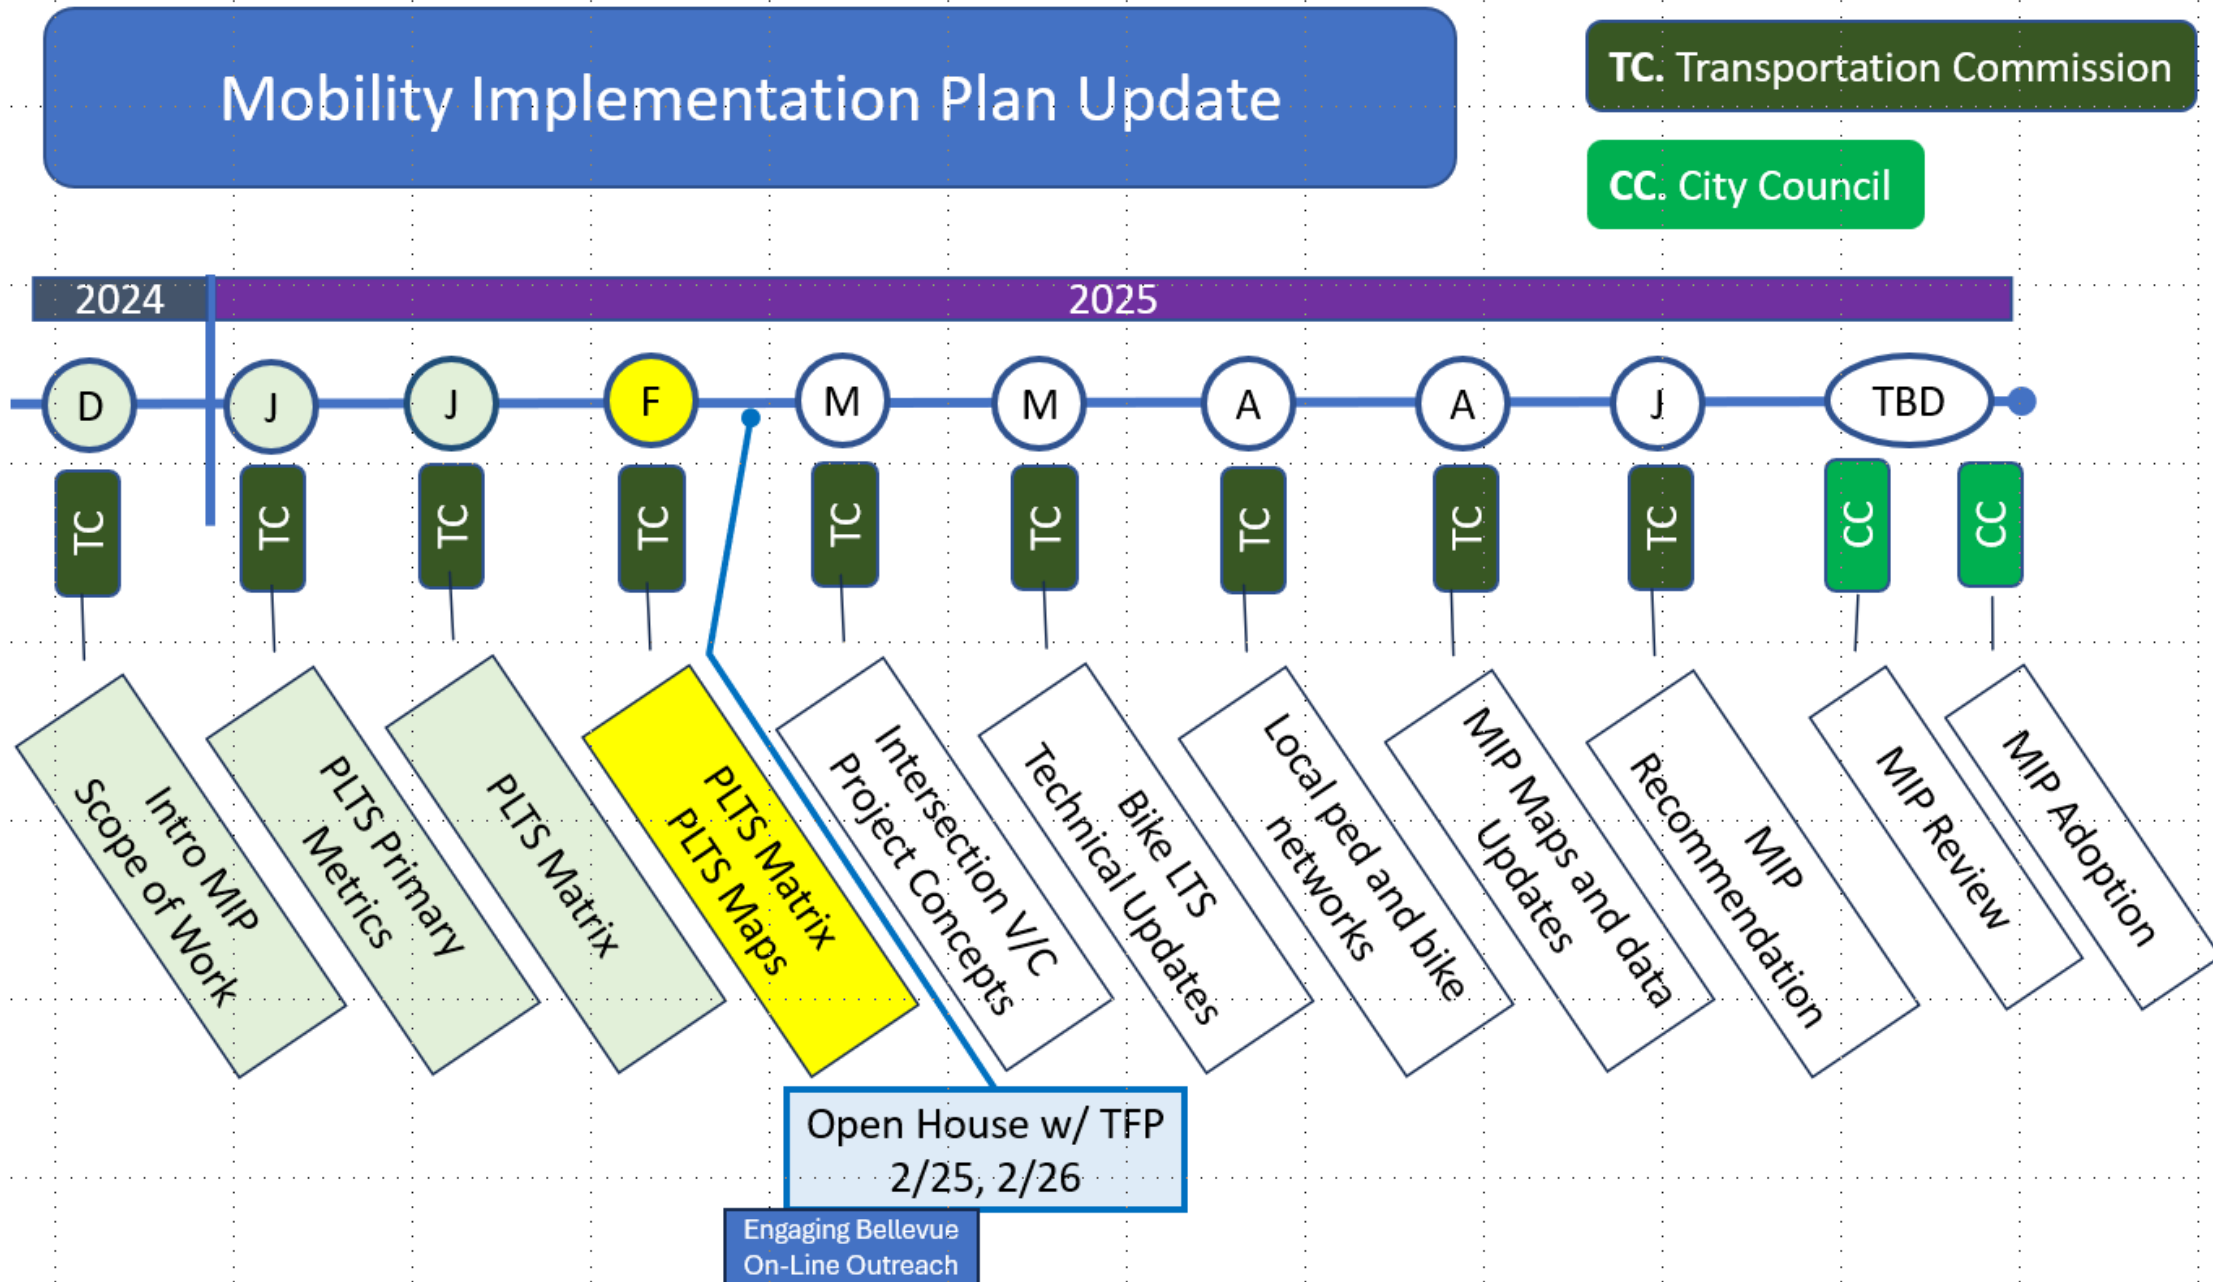 Mobility Implementation Plan Update
TC. Transportation Commission
CC. City Council
2024
2025
D
J
J
F
M
M
A
A
J
TBD
TC
TC
TC
TC
TC
TC
TC
TC
TC
CC
CC
Intro MIP
Scope of Work
PLTS Primary
Metrics
PLTS Matrix
PLTS Matrix
PLTS Maps
Intersection V/C
Project Concepts
Bike LTS
Technical Updates
Local ped and bike
networks
MIP Maps and data
Updates
MIP
Recommendation
MIP Review
MIP Adoption
Open House w/ TFP
2/25, 2/26
Engaging Bellevue
On-Line Outreach